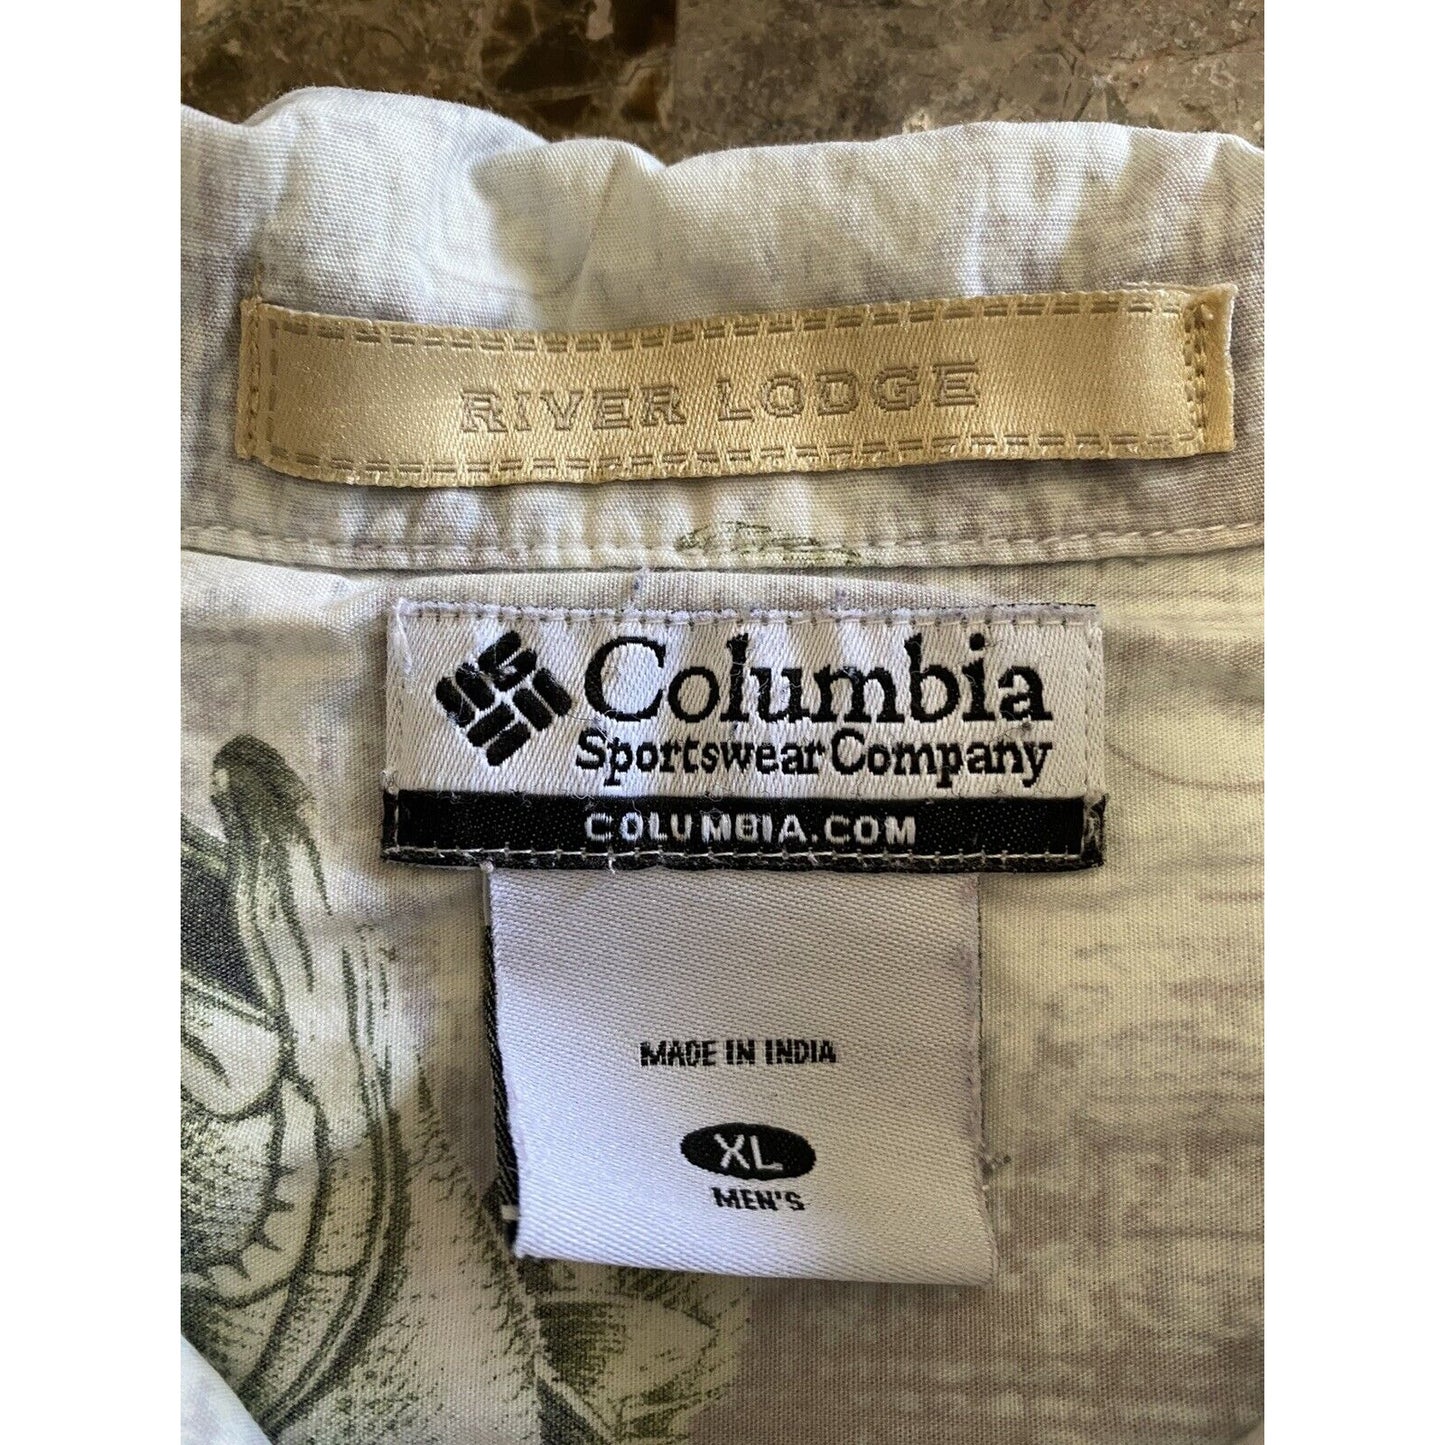 RIVER LODGE
Columbia
Sportswear Company
COLUMBIA.COM
MADE IN INDIA
XL
MEN'S